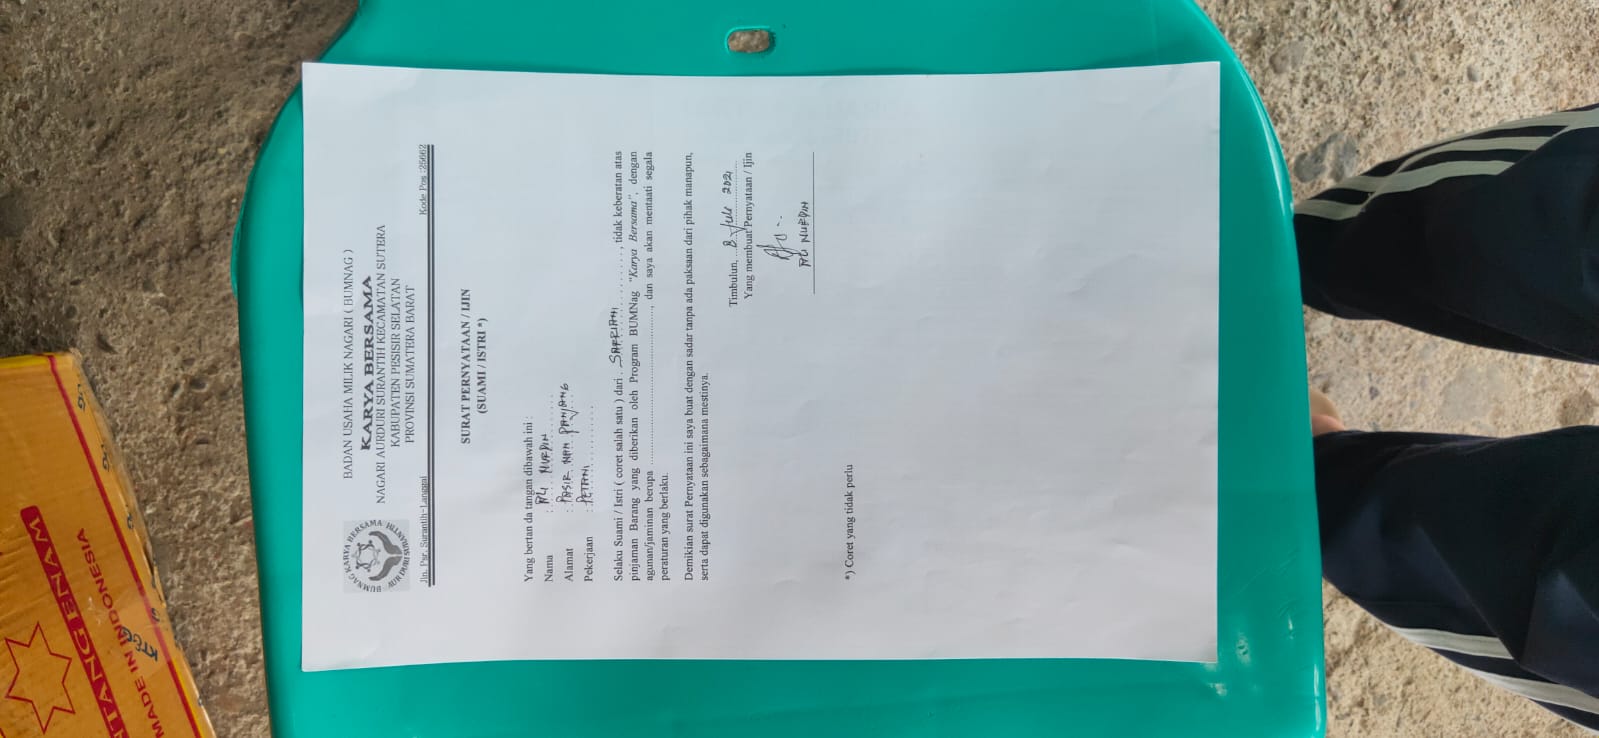 BADAN USAHA MILIK NAGARI ( BUMNAG )
KARYA BERSAMA
NAGARI AURDURI SURANTIH KECAMATAN SUTERA
KABUPATEN PESISIR SELATAN
PROVINSI SUMATERA BARAT
Jln. Psr. Surantih-Langgai Kode Pos :25662
BUMNAG KARYA BERSAMA
AUR DURI SURANTIH
SURAT PERNYATAAN / IJIN
(SUAMI / ISTRI *)
Yang bertan da tangan dibawah ini :
Nama : ALI NURDIN
Alamat : PASIR NAN PANJANG
Pekerjaan : PETANI
Selaku Suami / Istri ( coret salah satu ) dari . SAFRIANI , tidak keberatan atas
pinjaman Barang yang diberikan oleh Program BUMNag "Karya Bersama", dengan
agunan/jaminan berupa ........................................, dan saya akan mentaati segala
peraturan yang berlaku.
Demikian surat Pernyataan ini saya buat dengan sadar tanpa ada paksaan dari pihak manapun,
serta dapat digunakan sebagaimana mestinya.
Timbulun, 8 Juli 2021
Yang membuat Pernyataan / Ijin
ALI NURDIN
*) Coret yang tidak perlu
TANG ENAM
MADE IN INDONESIA